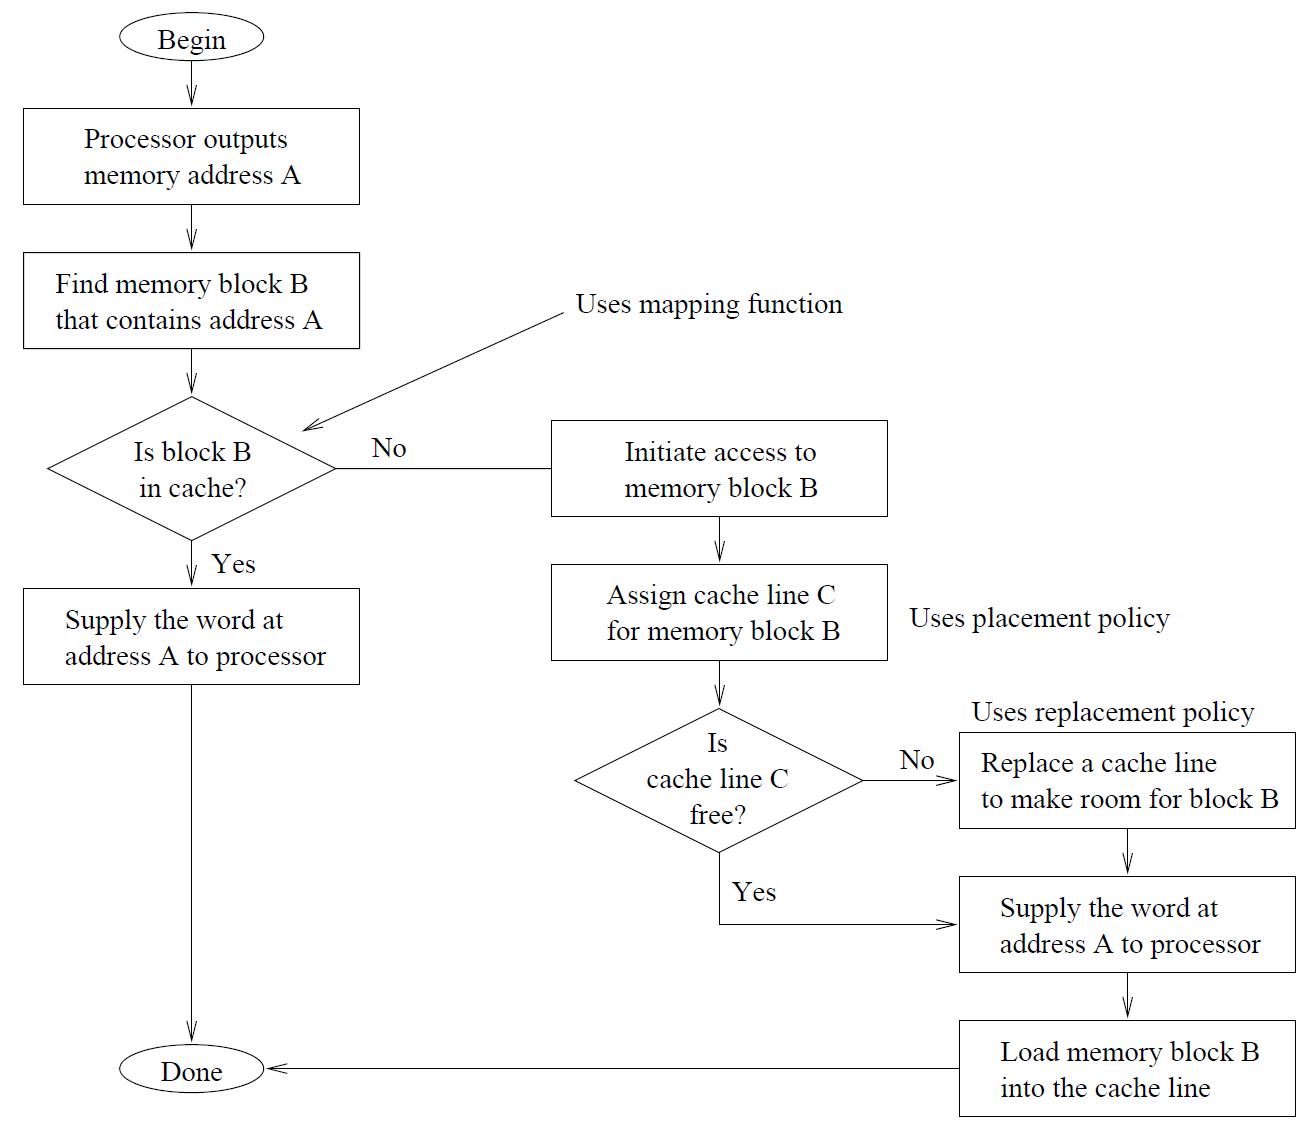 Begin
Processor outputs
memory address A
Find memory block B
that contains address A
Uses mapping function
Is block B
in cache?
No
Yes
Supply the word at
address A to processor
Initiate access to
memory block B
Assign cache line C
for memory block B
Uses placement policy
Is
cache line C
free?
No
Yes
Uses replacement policy
Replace a cache line
to make room for block B
Supply the word at
address A to processor
Load memory block B
into the cache line
Done